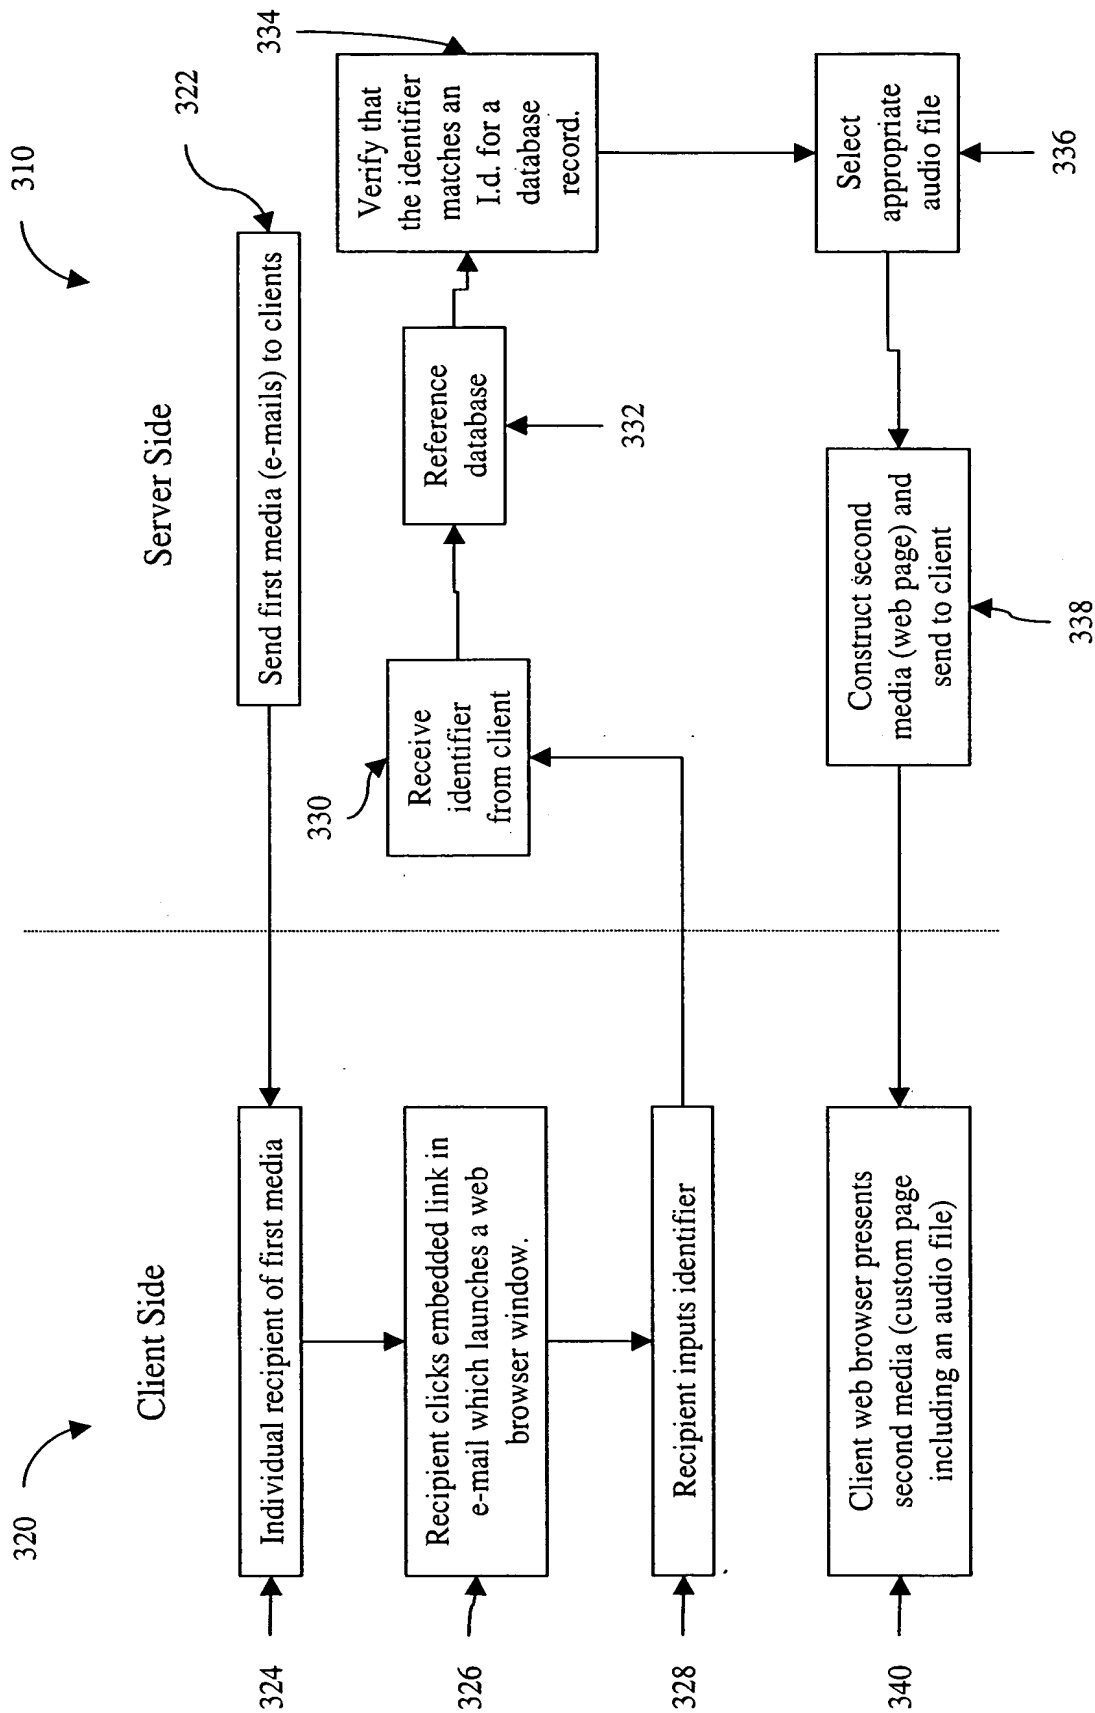 320
310
Client Side
Server Side
322
324
Individual recipient of first media
Send first media (e-mails) to clients
326
Recipient clicks embedded link in
e-mail which launches a web
browser window.
328
Recipient inputs identifier
330
Receive
identifier
from client
Reference
database
332
334
Verify that
the identifier
matches an
I.d. for a
database
record.
Select
appropriate
audio file
336
Construct second
media (web page) and
send to client
338
340
Client web browser presents
second media (custom page
including an audio file)